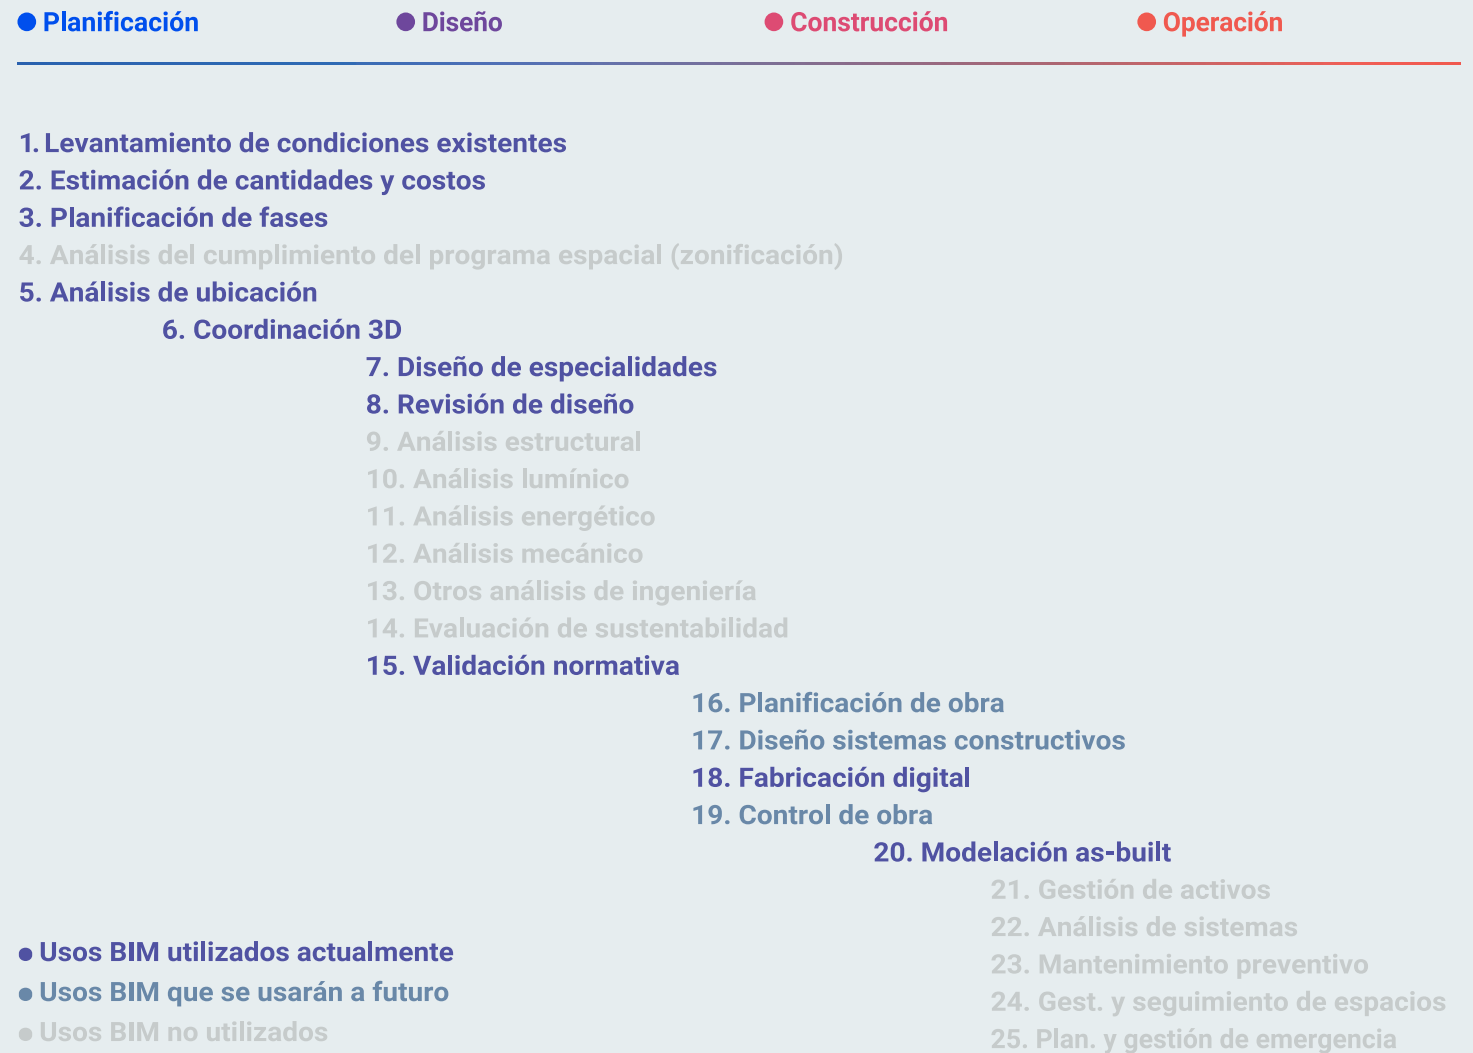 Planificación
Diseño
Construcción
Operación
1. Levantamiento de condiciones existentes
2. Estimación de cantidades y costos
3. Planificación de fases
4. Análisis del cumplimiento del programa espacial (zonificación)
5. Análisis de ubicación
6. Coordinación 3D
7. Diseño de especialidades
8. Revisión de diseño
9. Análisis estructural
10. Análisis lumínico
11. Análisis energético
12. Análisis mecánico
13. Otros análisis de ingeniería
14. Evaluación de sustentabilidad
15. Validación normativa
16. Planificación de obra
17. Diseño sistemas constructivos
18. Fabricación digital
19. Control de obra
20. Modelación as-built
21. Gestión de activos
22. Análisis de sistemas
23. Mantenimiento preventivo
24. Gest. y seguimiento de espacios
25. Plan. y gestión de emergencia
Usos BIM utilizados actualmente
Usos BIM que se usarán a futuro
Usos BIM no utilizados